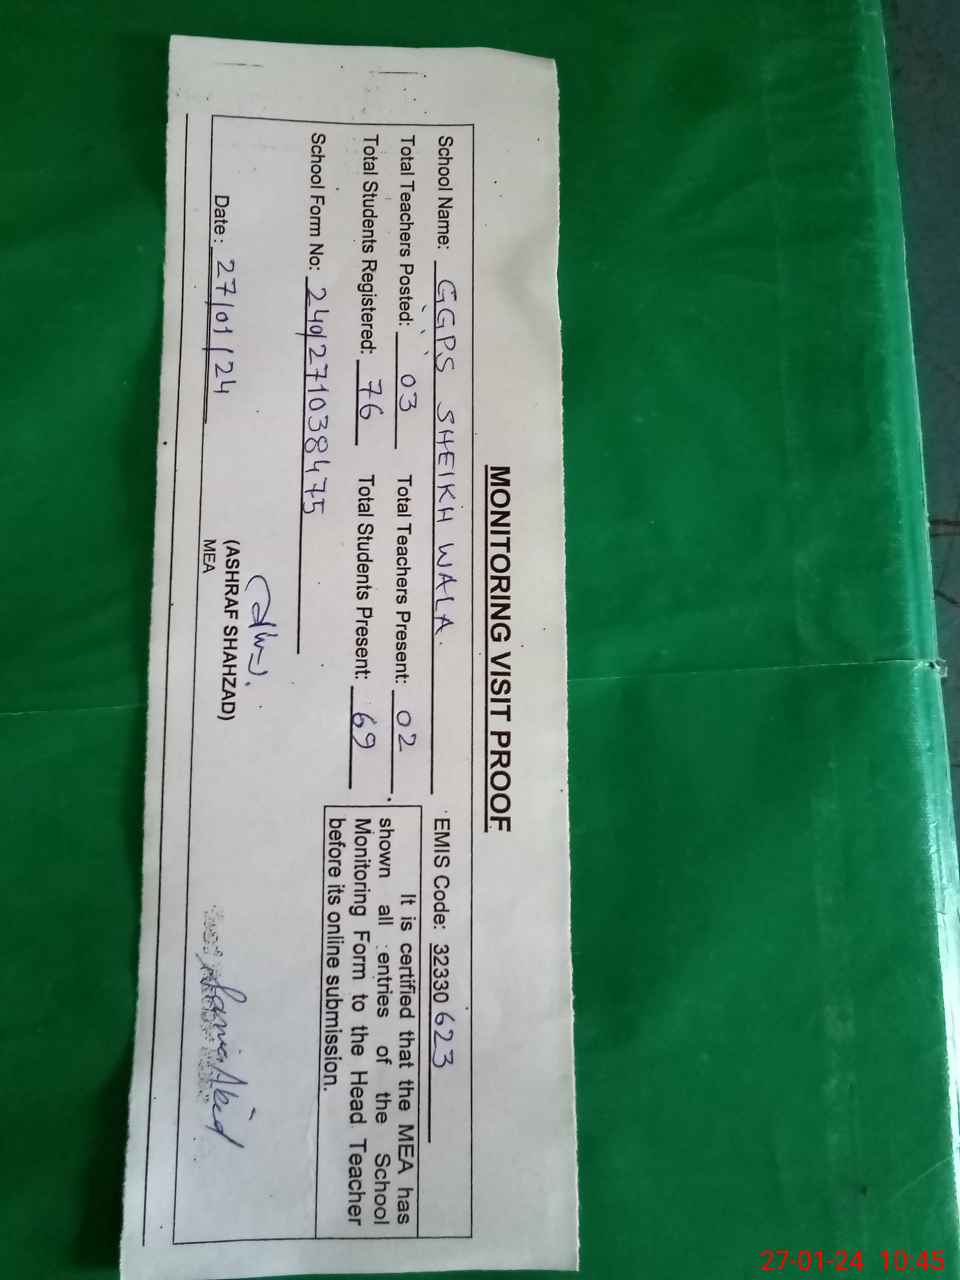 MONITORING VISIT PROOF
School Name: GGPS SHEIKH WALA. EMIS Code: 32330623
Total Teachers Posted: 03 Total Teachers Present: 02
Total Students Registered: 76 Total Students Present: 69
It is certified that the MEA has
shown all entries of the School
Monitoring Form to the Head Teacher
before its online submission.
School Form No: 2401271038475
(ASHRAF SHAHZAD)
MEA
Date: 27/01/24
27-01-24 10:45